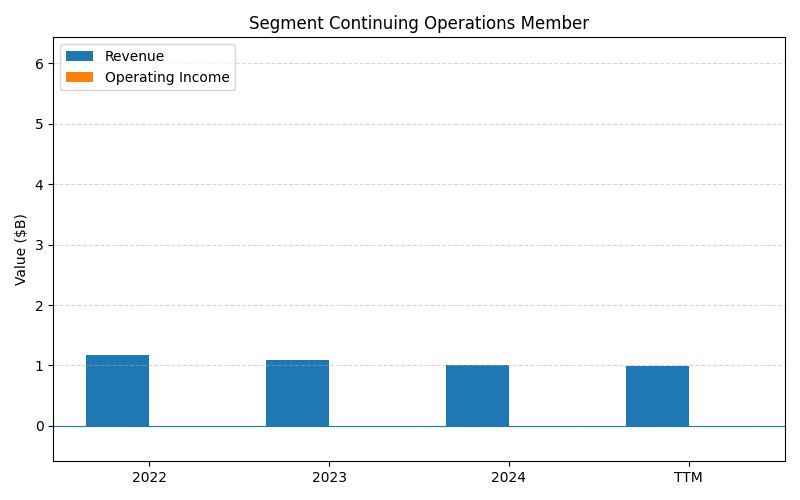 Segment Continuing Operations Member
Revenue
Operating Income
Value ($B)
6
5
4
3
2
1
0
2022 2023 2024 TTM